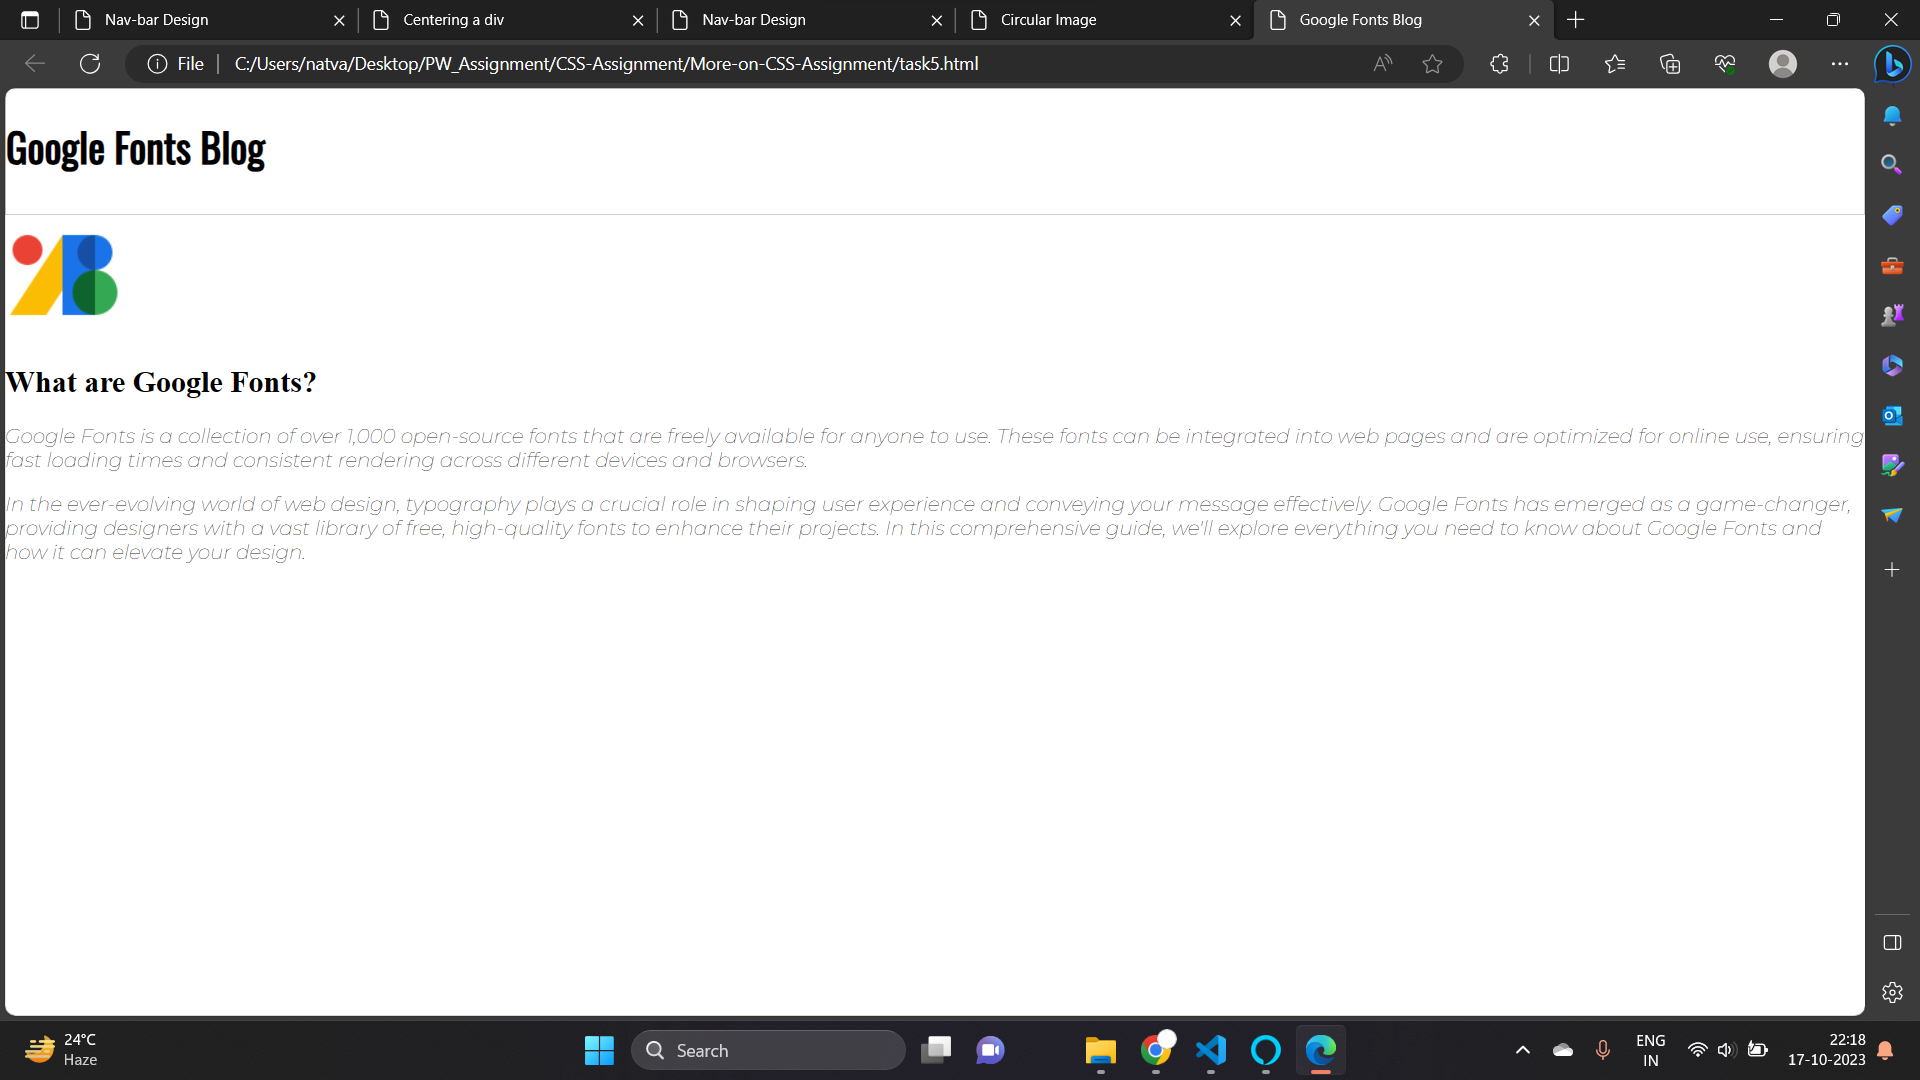 Nav-bar Design
Centering a div
Nav-bar Design
Circular Image
Google Fonts Blog
File
C:/Users/natva/Desktop/PW_Assignment/CSS-Assignment/More-on-CSS-Assignment/task5.html
Google Fonts Blog
What are Google Fonts?
Google Fonts is a collection of over 1,000 open-source fonts that are freely available for anyone to use. These fonts can be integrated into web pages and are optimized for online use, ensuring
fast loading times and consistent rendering across different devices and browsers.
In the ever-evolving world of web design, typography plays a crucial role in shaping user experience and conveying your message effectively. Google Fonts has emerged as a game-changer,
providing designers with a vast library of free, high-quality fonts to enhance their projects. In this comprehensive guide, we'll explore everything you need to know about Google Fonts and
how it can elevate your design.
24°C
Haze
Search
ENG
IN
22:18
17-10-2023